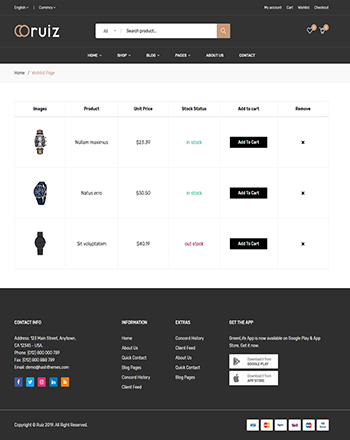 English Currency My account Cart Wishlist Checkout
ruiz All Search product...
HOME SHOP BLOG PAGES ABOUT US CONTACT
Home / Wishlist Page
Images Product Unit Price Stock Status Add to cart Remove
Nullam maximus $23.39 in stock Add To Cart ×
Natus erro $30.50 in stock Add To Cart ×
Sit voluptatem $40.19 out stock Add To Cart ×
CONTACT INFO INFORMATION EXTRAS GET THE APP
Address: 123 Main Street, Anytown,
CA 12345 - USA.
Phone: (012) 800 000 789
Fax: (012) 800 888 789
Email: demo@hashthemes.com
Home
About Us
Quick Contact
Blog Pages
Concord History
Client Feed
Concord History
Client Feed
About Us
Quick Contact
Blog Pages
GreenLife App is now available on Google Play & App
Store. Get it now.
Download it from
GOOGLE PLAY
Download it from
APP STORE
Copyright © Ruiz 2019. All Right Reserved.